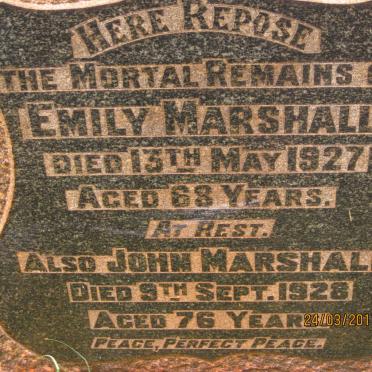 HERE REPOSE
THE MORTAL REMAINS O
EMILY MARSHALL
DIED 13TH MAY 1927
AGED 68 YEARS.
AT REST.
ALSO JOHN MARSHAL
DIED 9TH SEPT. 1928
AGED 76 YEAR
24/03/201
PEACE, PERFECT PEACE.